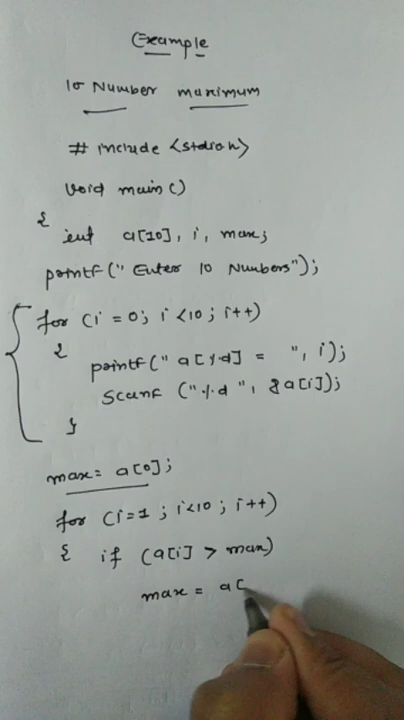 Example
10 Number maximum
# include <stdio.h>
void main()
{
int a[10], i, max;
printf(" Enter 10 Numbers");
for (i = 0; i <10; i++)
{
printf(" a[%d] = ", i);
scanf ("%d", &a[i]);
}
max= a[0];
for (i=1; i<10; i++)
{ if (a[i] > max)
max = a[